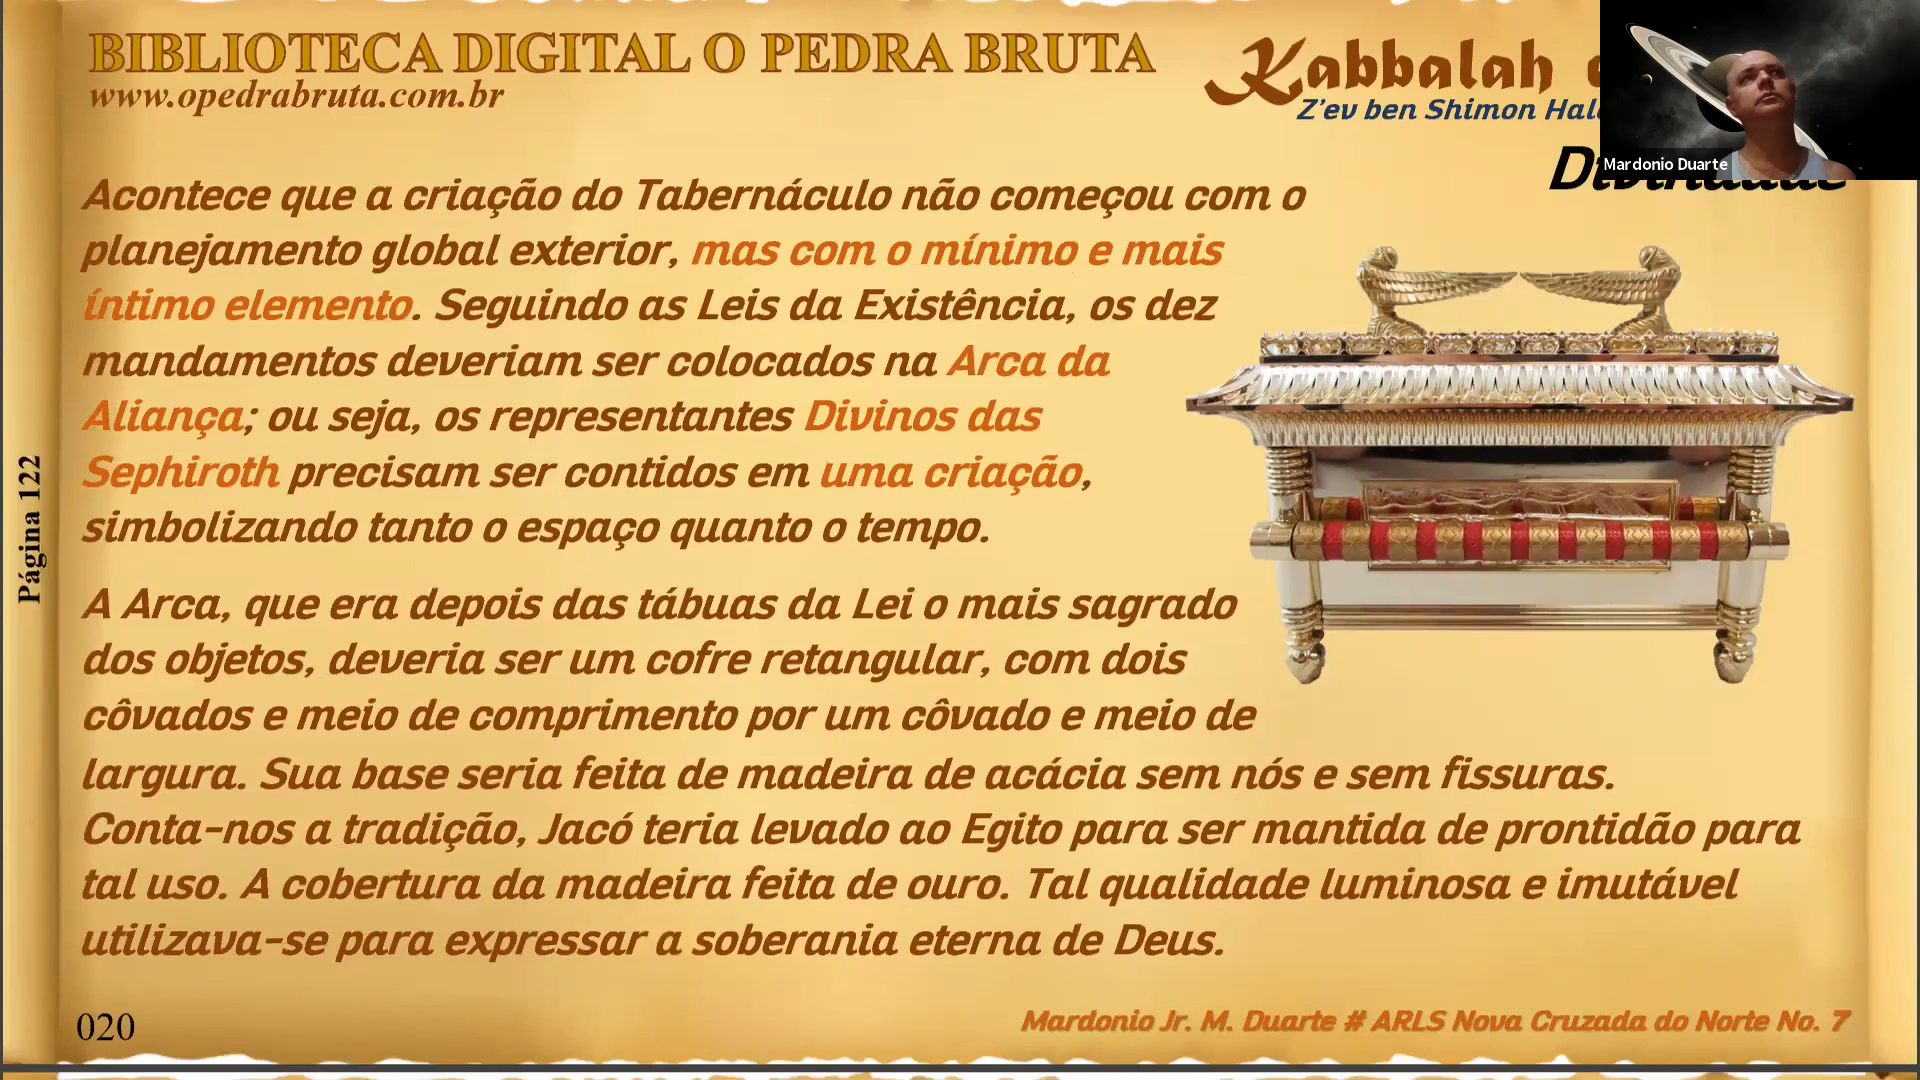 BIBLIOTECA DIGITAL O PEDRA BRUTA
www.opedrabruta.com.br
Kabbalah
Z'ev ben Shimon
Mardonio Duarte
Divindade
Acontece que a criação do Tabernáculo não começou com o
planejamento global exterior, mas com o mínimo e mais
íntimo elemento. Seguindo as Leis da Existência, os dez
mandamentos deveriam ser colocados na Arca da
Aliança; ou seja, os representantes Divinos das
Sephiroth precisam ser contidos em uma criação,
simbolizando tanto o espaço quanto o tempo.
A Arca, que era depois das tábuas da Lei o mais sagrado
dos objetos, deveria ser um cofre retangular, com dois
côvados e meio de comprimento por um côvado e meio de
largura. Sua base seria feita de madeira de acácia sem nós e sem fissuras.
Conta-nos a tradição, Jacó teria levado ao Egito para ser mantida de prontidão para
tal uso. A cobertura da madeira feita de ouro. Tal qualidade luminosa e imutável
utilizava-se para expressar a soberania eterna de Deus.
Página 122
020
Mardonio Jr. M. Duarte # ARLS Nova Cruzada do Norte No. 7